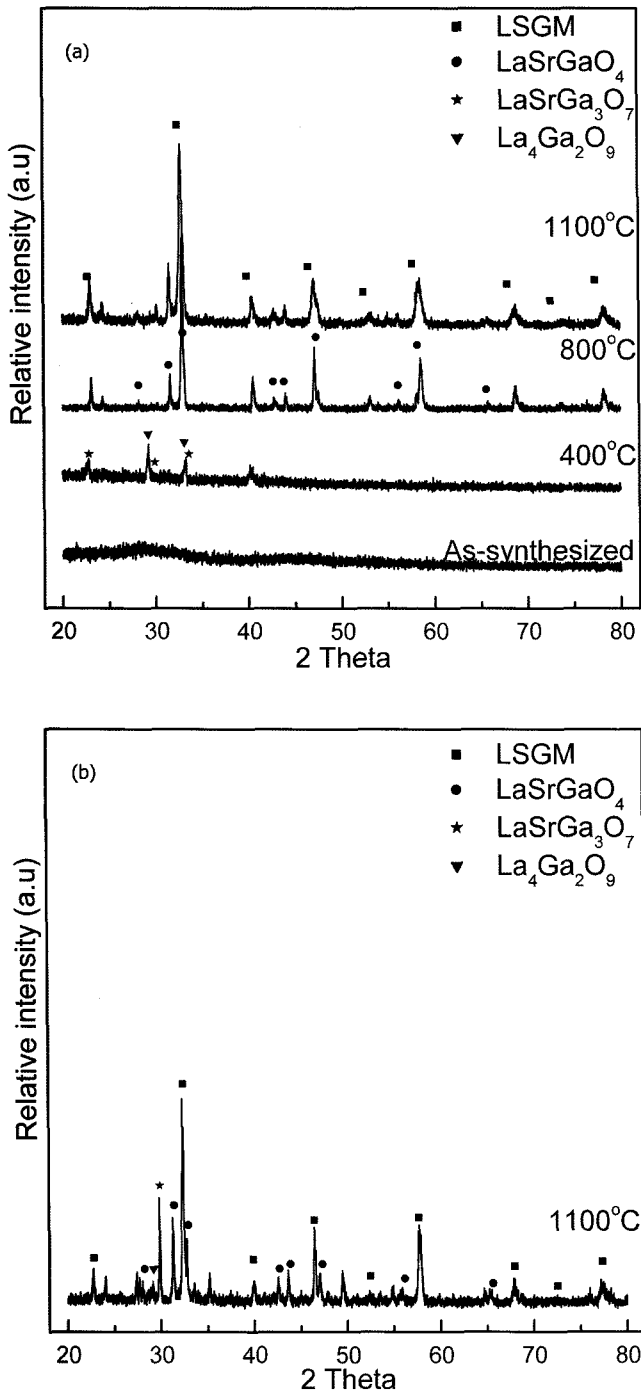 (a)
■ LSGM
● LaSrGaO₄
★ LaSrGa₃O₇
▼ La₄Ga₂O₉
1100°C
800°C
400°C
As-synthesized
Relative intensity (a.u)
20 30 40 50 60 70 80
2 Theta
(b)
■ LSGM
● LaSrGaO₄
★ LaSrGa₃O₇
▼ La₄Ga₂O₉
1100°C
Relative intensity (a.u)
20 30 40 50 60 70 80
2 Theta